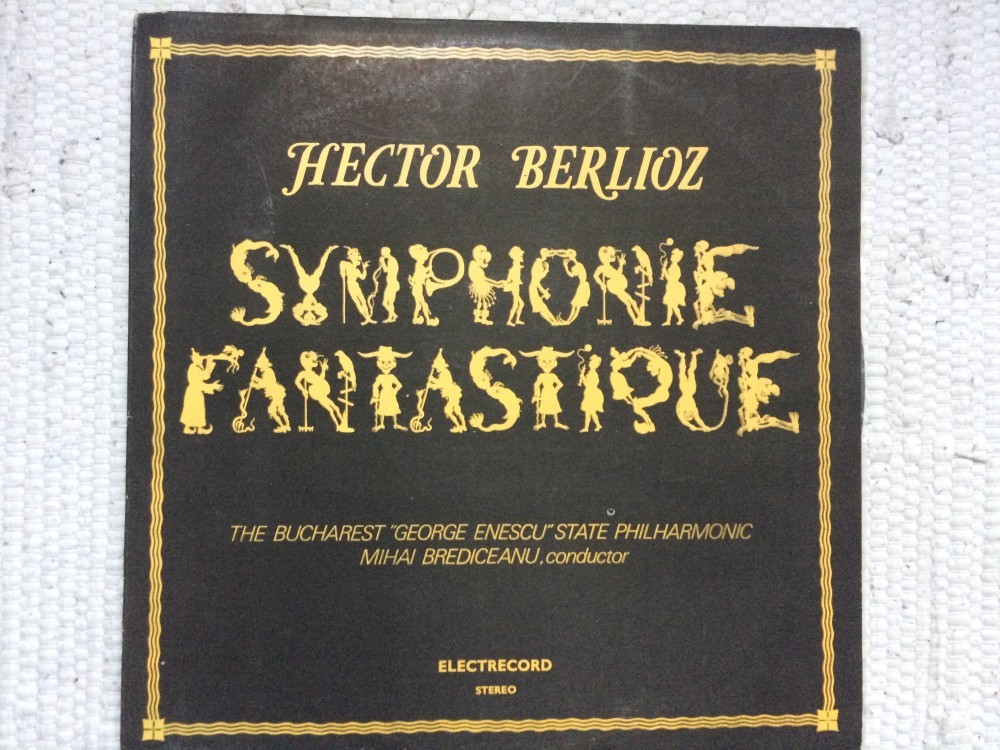 HECTOR BERLIOZ
SYMPHONIE
FANTASTIQUE
THE BUCHAREST "GEORGE ENESCU" STATE PHILHARMONIC
MIHAI BREDICEANU, conductor
ELECTRECORD
STEREO